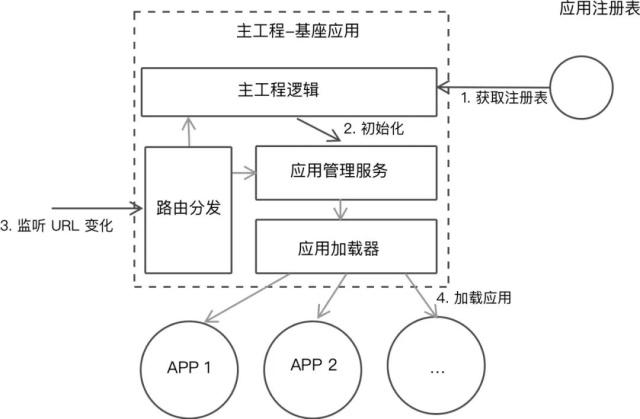 应用注册表
主工程-基座应用
主工程逻辑
1. 获取注册表
2. 初始化
应用管理服务
路由分发
3. 监听 URL 变化
应用加载器
4. 加载应用
APP 1
APP 2
...